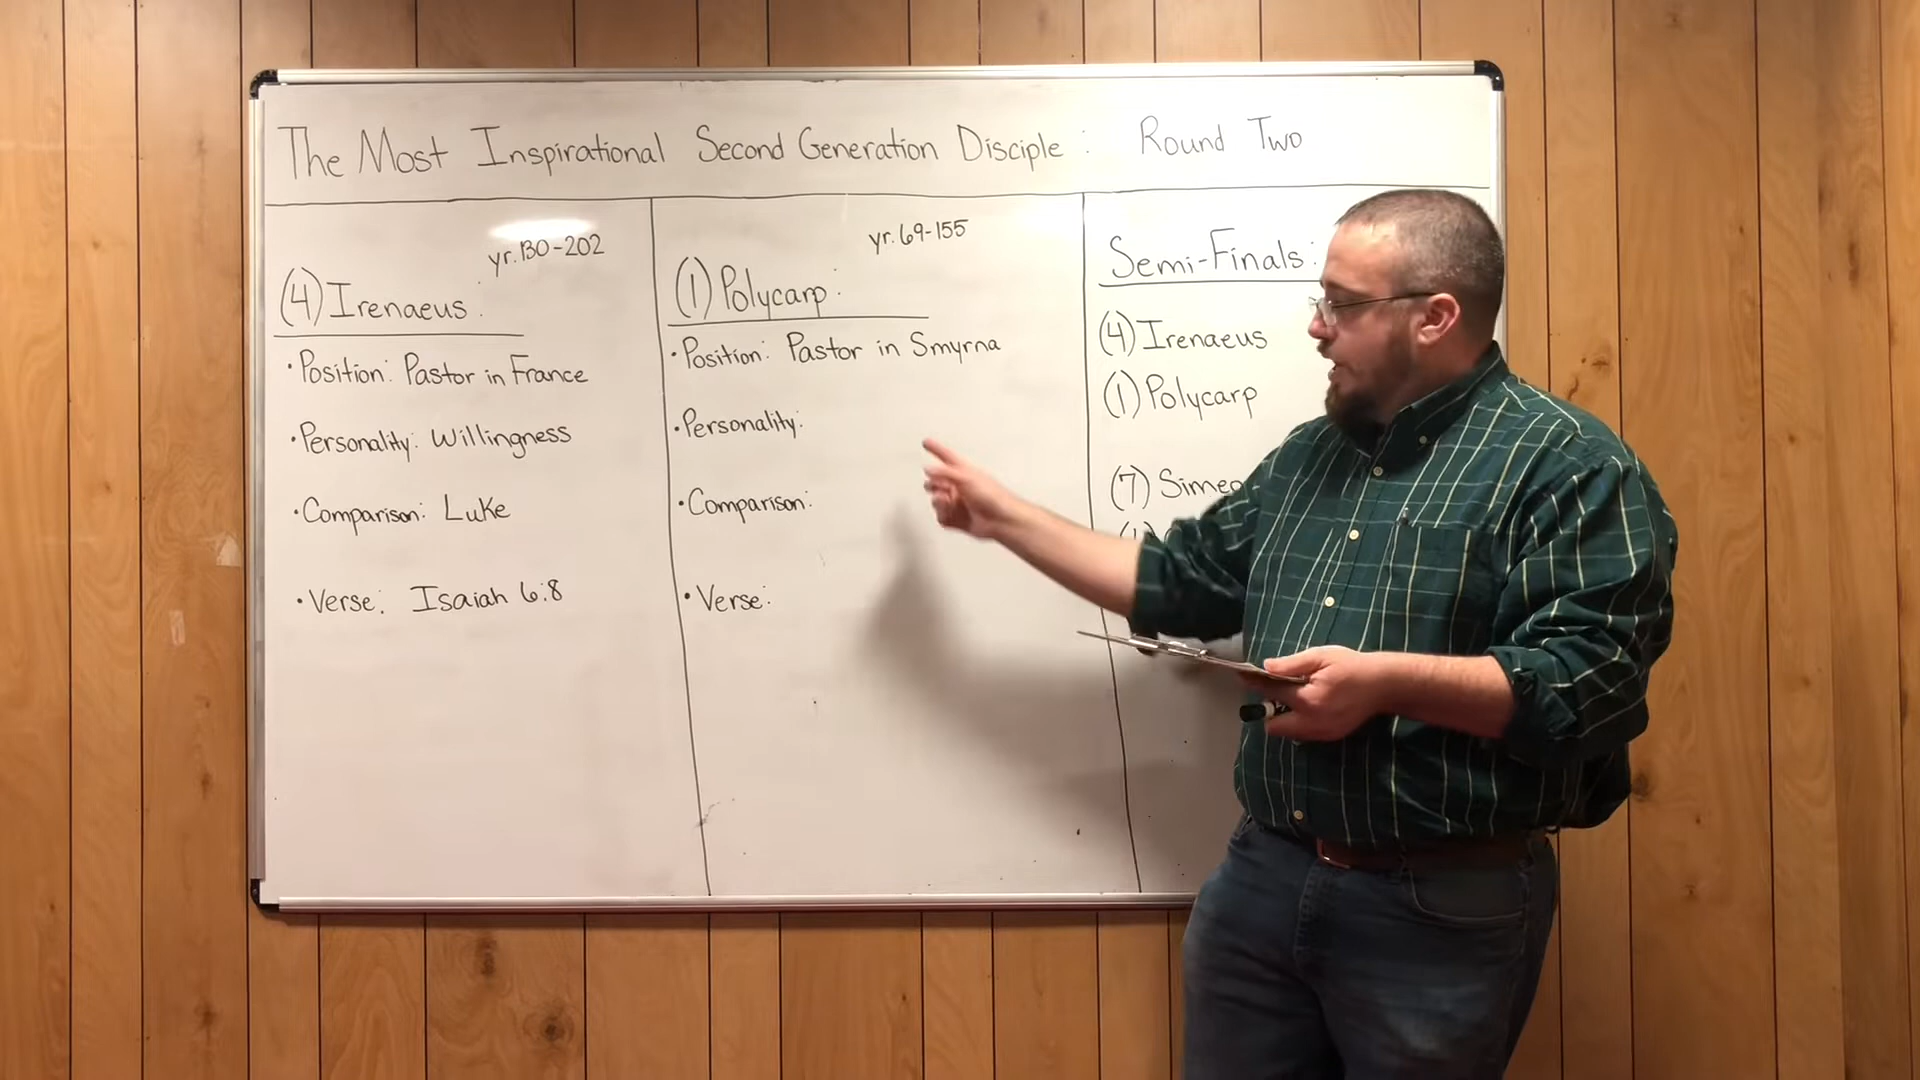 The Most Inspirational Second Generation Disciple: Round Two
yr. 130-202
(4) Irenaeus:
• Position: Pastor in France
• Personality: Willingness
• Comparison: Luke
• Verse: Isaiah 6:8
yr. 69-155
(1) Polycarp:
• Position: Pastor in Smyrna
• Personality:
• Comparison:
• Verse:
Semi-Finals:
(4) Irenaeus
(1) Polycarp
(7) Simeo